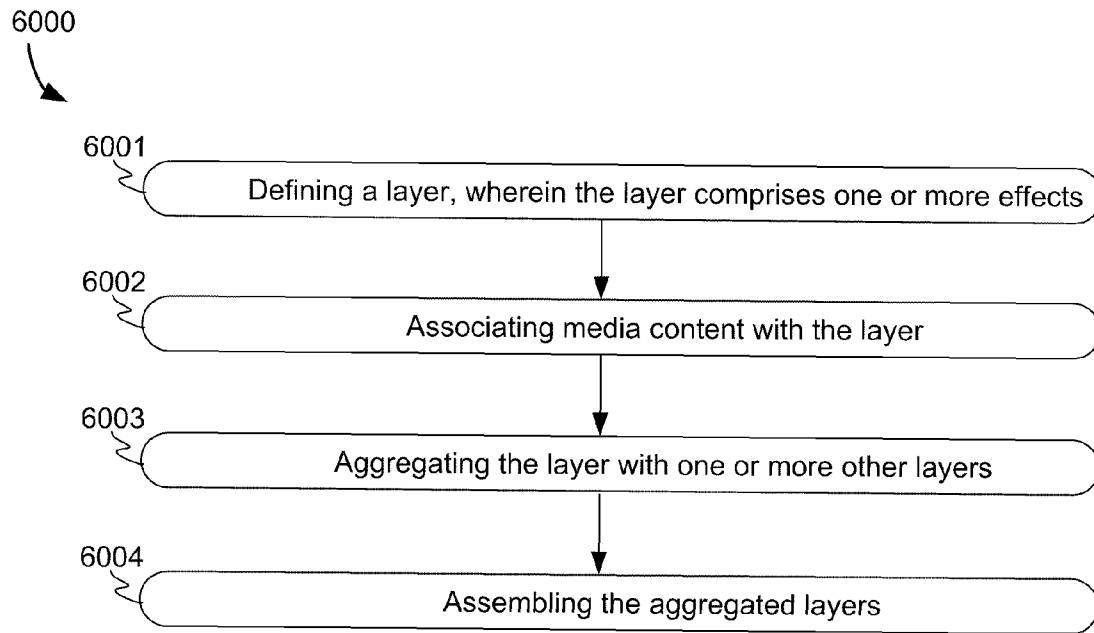 6000
6001
Defining a layer, wherein the layer comprises one or more effects
6002
Associating media content with the layer
6003
Aggregating the layer with one or more other layers
6004
Assembling the aggregated layers